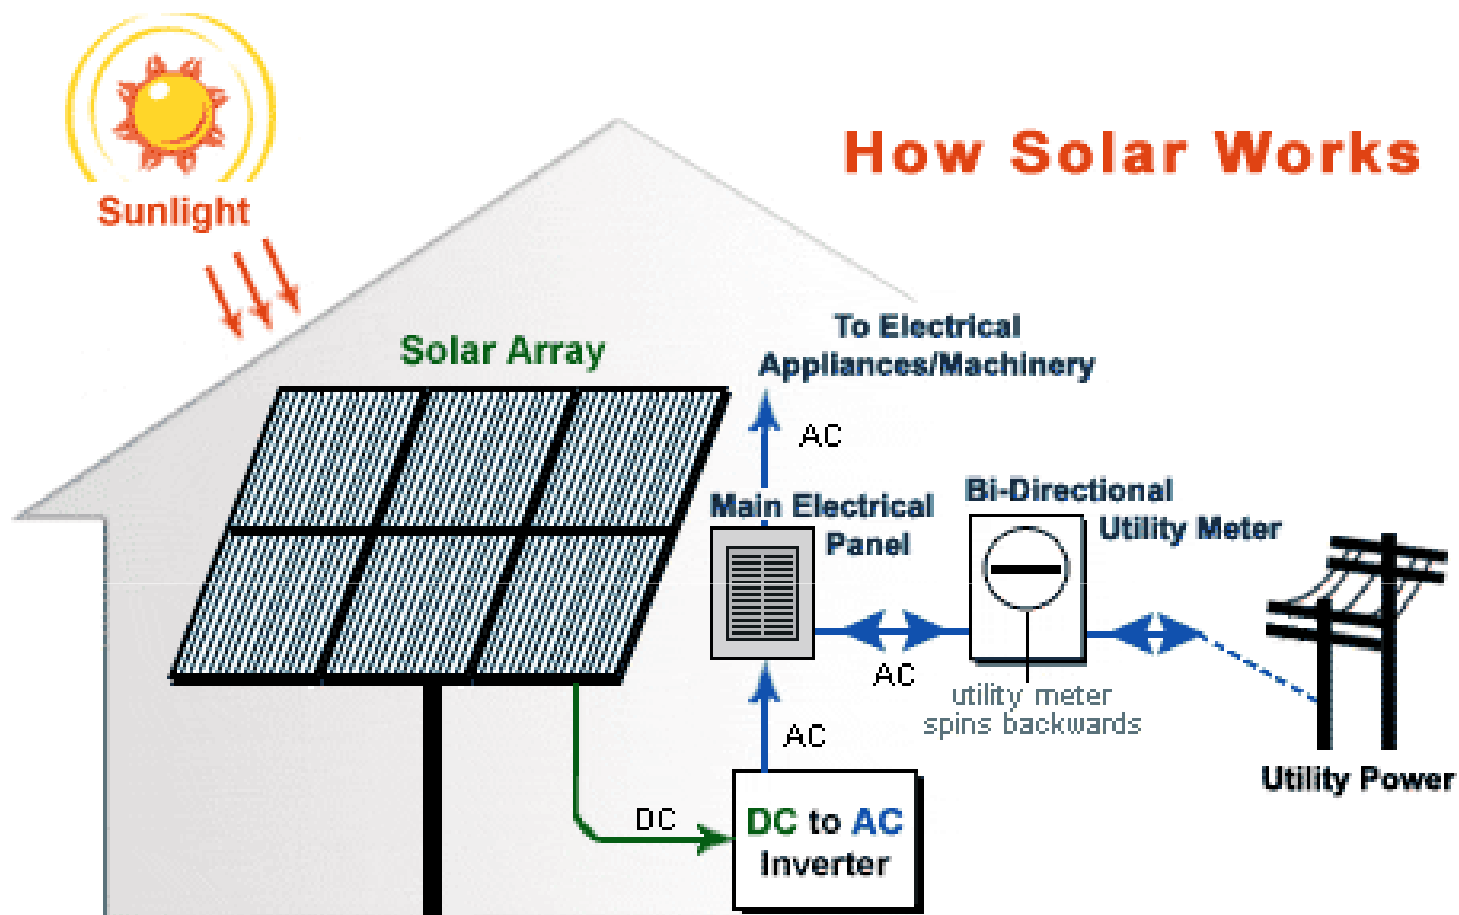 How Solar Works
Sunlight
Solar Array
To Electrical
Appliances/Machinery
AC
Main Electrical
Panel
Bi-Directional
Utility Meter
AC
utility meter
spins backwards
AC
Utility Power
DC
DC to AC
Inverter